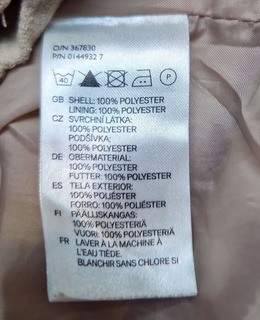 O/N 367830
P/N 0144932 7
40
P
GB SHELL: 100% POLYESTER
LINING: 100% POLYESTER
CZ SVRCHNÍ LÁTKA:
100% POLYESTER
PODŠÍVKA:
100% POLYESTER
DE OBERMATERIAL:
100% POLYESTER
FUTTER: 100% POLYESTER
ES TELA EXTERIOR:
100% POLIÉSTER
FORRO: 100% POLIÉSTER
FI PÄÄLLISKANGAS:
100% POLYESTERIÄ
VUORI: 100% POLYESTERIÄ
FR LAVER À LA MACHINE À
L'EAU TIÈDE.
BLANCHIR SANS CHLORE SI